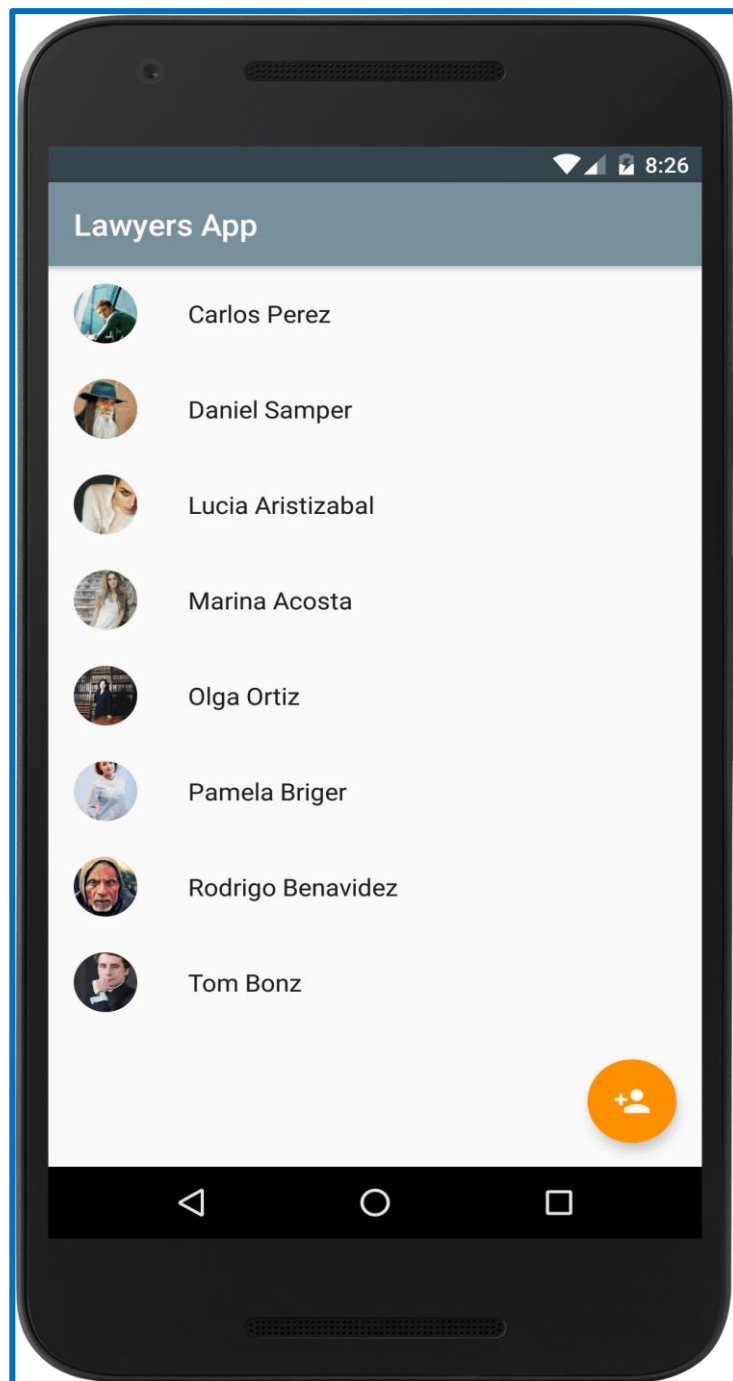 8:26
Lawyers App
Carlos Perez
Daniel Samper
Lucia Aristizabal
Marina Acosta
Olga Ortiz
Pamela Briger
Rodrigo Benavidez
Tom Bonz